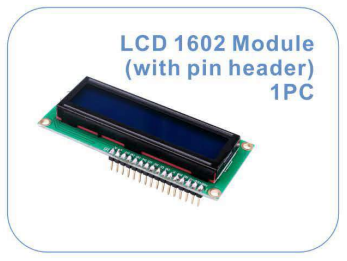 LCD 1602 Module
(with pin header)
1PC